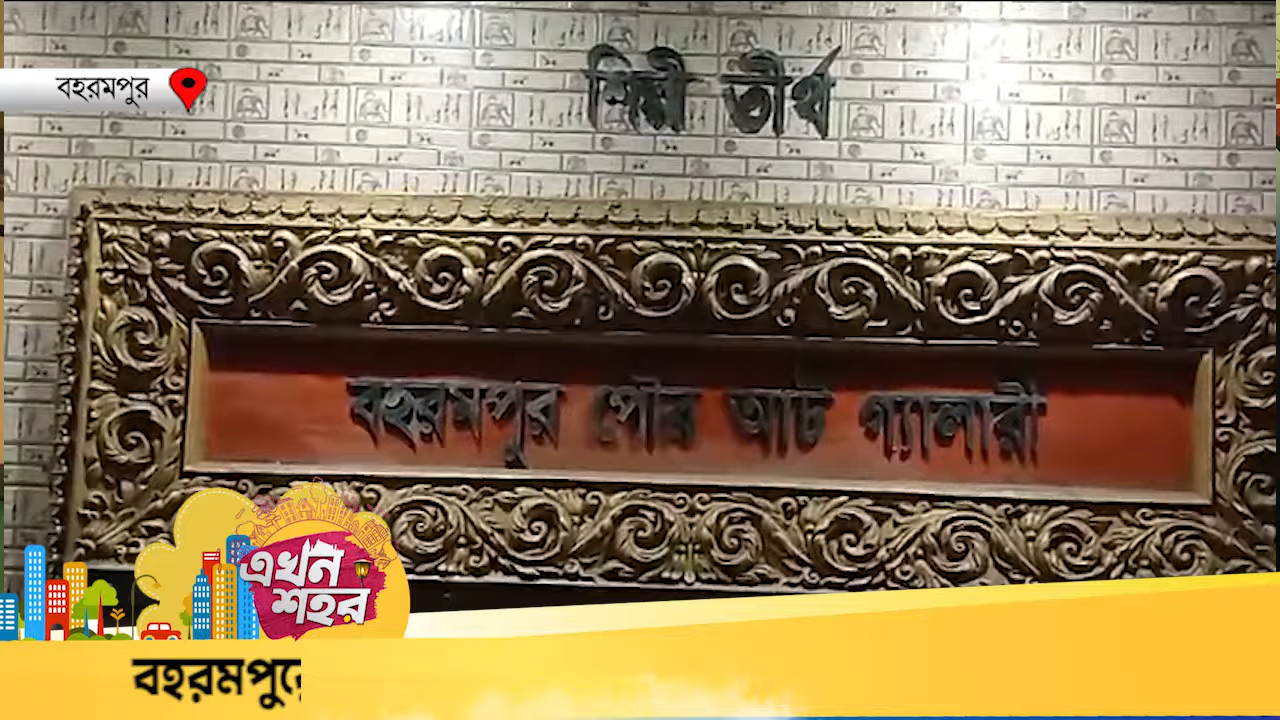 শিল্পী তীর্থ
বহরমপুর
বহরমপুর পৌর আর্ট গ্যালারী
এখন
শহর
বহরমপুরে